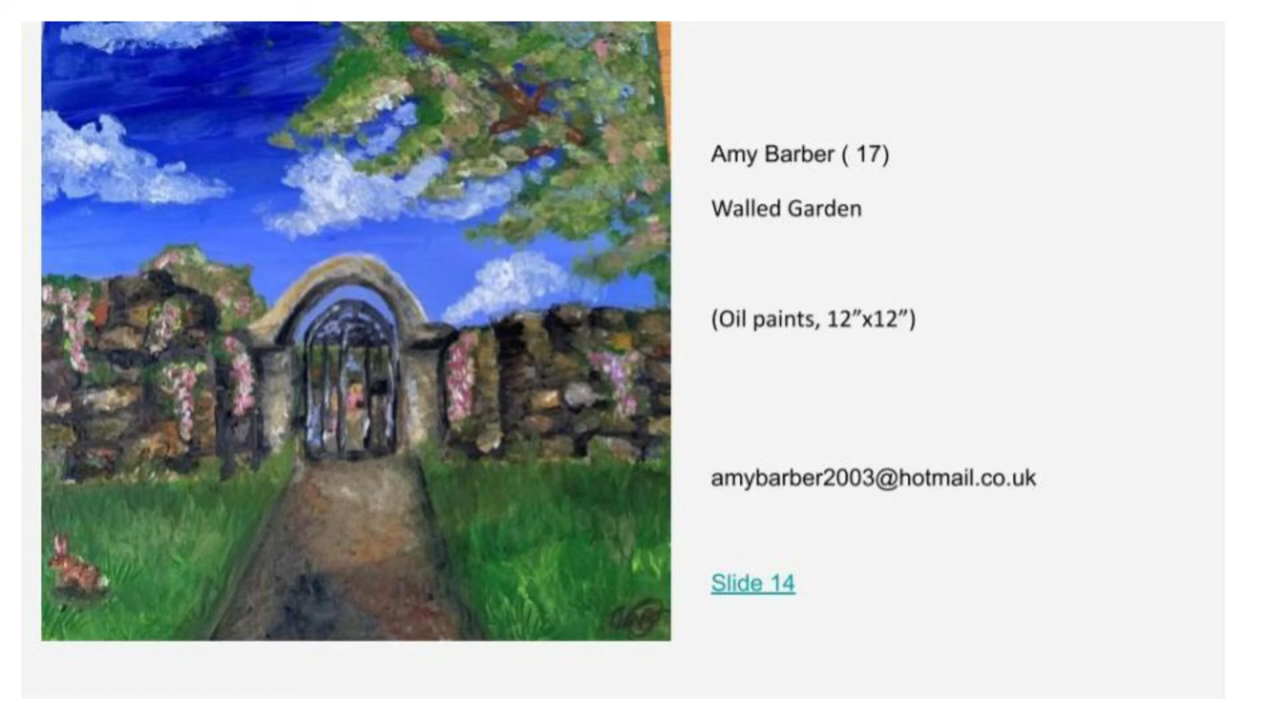 Amy Barber ( 17)
Walled Garden
(Oil paints, 12”x12”)
amybarber2003@hotmail.co.uk
Slide 14